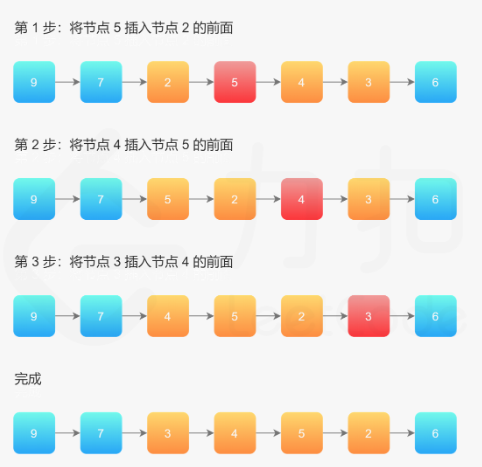 第 1 步：将节点 5 插入节点 2 的前面
9 7 2 5 4 3 6
第 2 步：将节点 4 插入节点 5 的前面
9 7 5 2 4 3 6
第 3 步：将节点 3 插入节点 4 的前面
9 7 4 5 2 3 6
完成
9 7 3 4 5 2 6